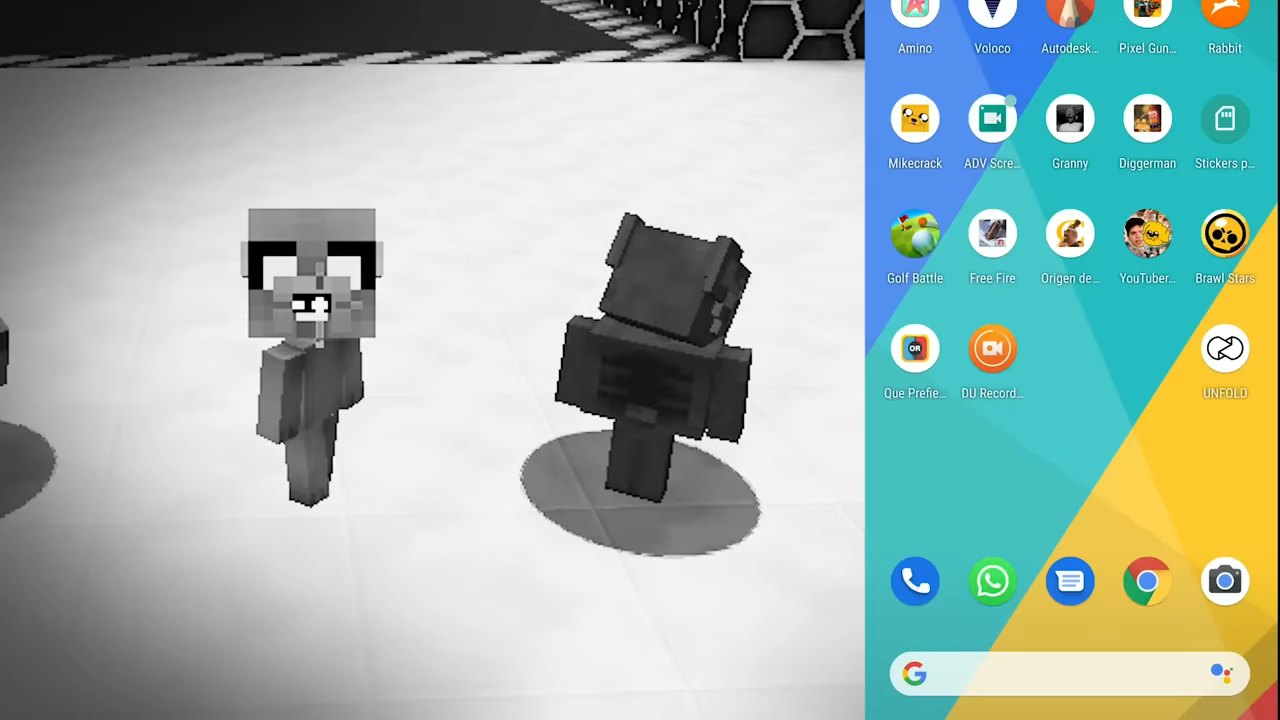 Amino
Voloco
Autodesk...
Pixel Gun...
Rabbit
Mikecrack
ADV Scre...
Granny
Diggerman
Stickers p...
Golf Battle
Free Fire
Origen de...
YouTuber...
Brawl Stars
OR
Que Prefie...
DU Record...
UNFOLD
G